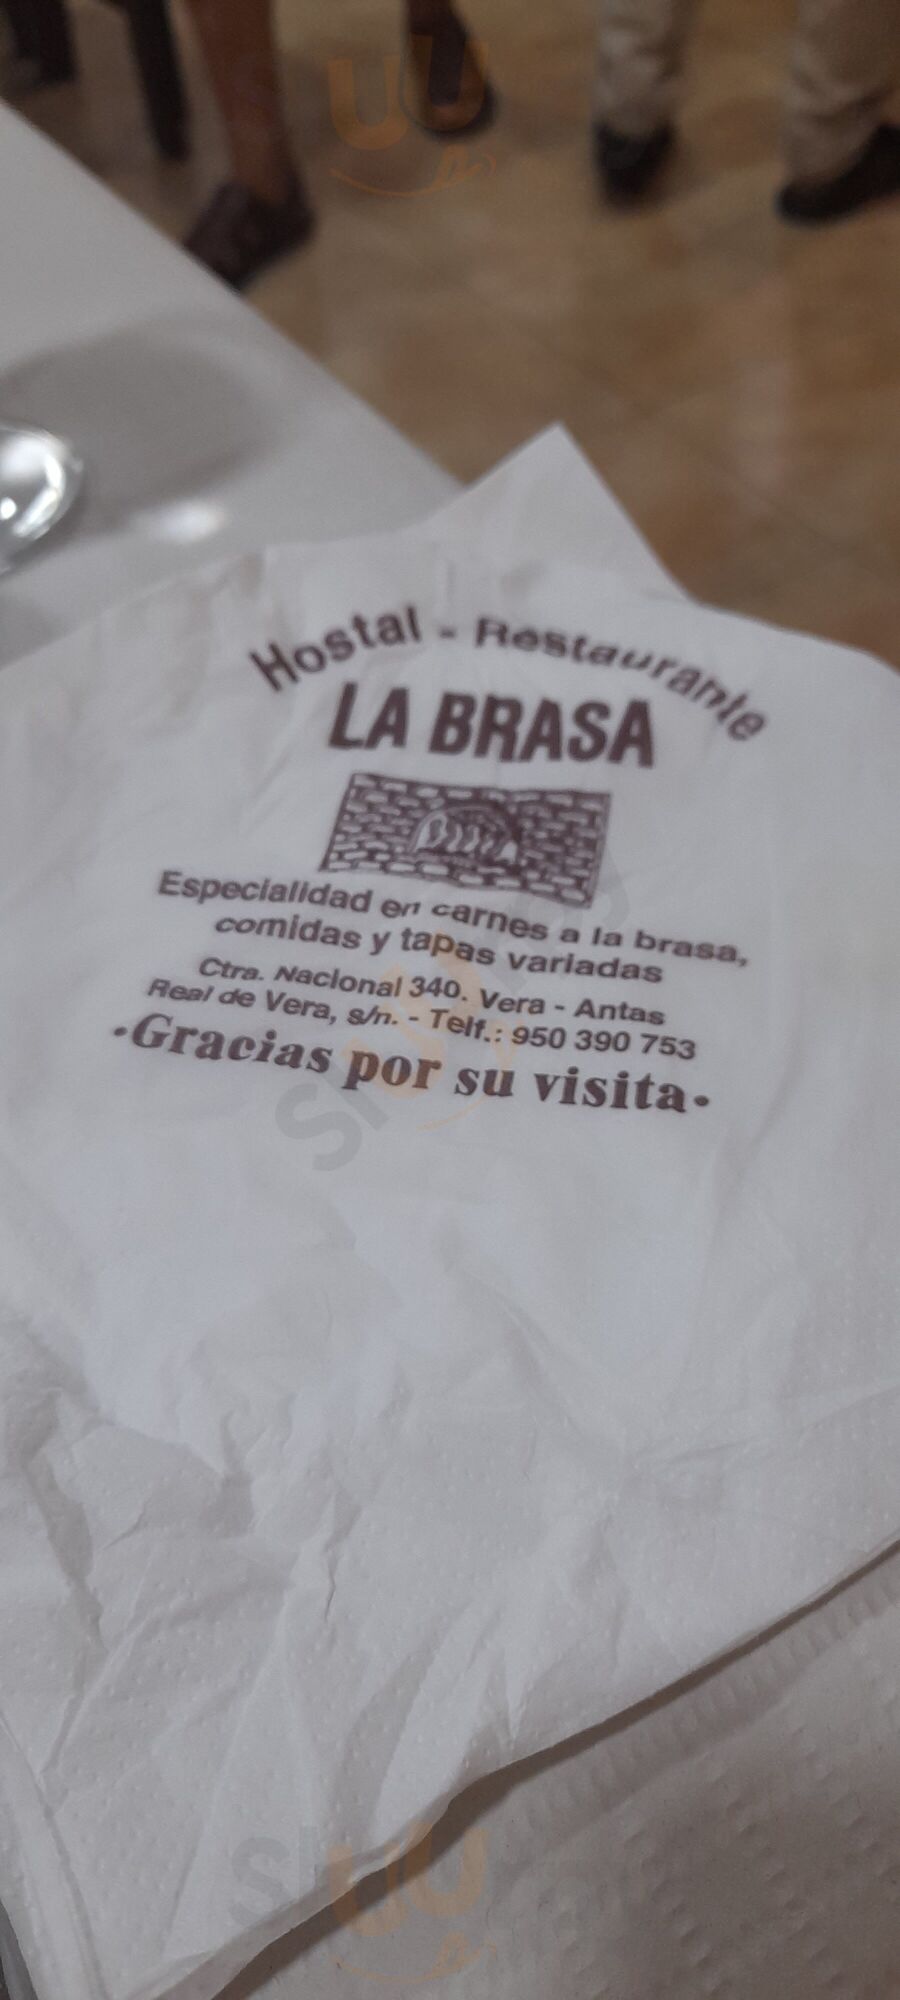 Hostal - Restaurante
LA BRASA
Especialidad en carnes a la brasa,
comidas y tapas variadas
Ctra. Nacional 340. Vera - Antas
Real de Vera, s/n. - Telf.: 950 390 753
·Gracias por su visita·